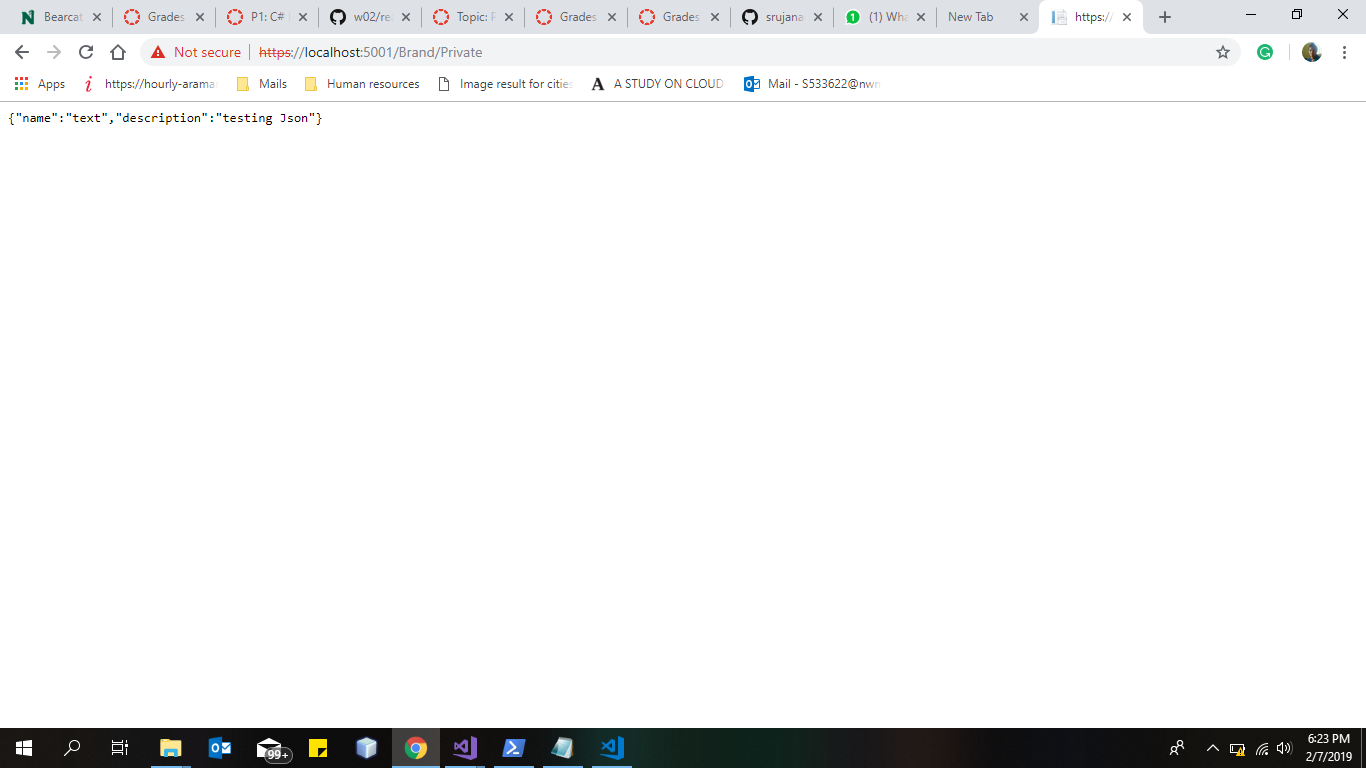 Bearcat
Grades
P1: C#
w02/re
Topic: P
Grades
Grades
srujana
(1) Wha
New Tab
https://
Not secure
https://localhost:5001/Brand/Private
Apps
i
https://hourly-arama
Mails
Human resources
Image result for cities
A
A STUDY ON CLOUD
Mail - S533622@nwm
{"name":"text","description":"testing Json"}
99+
6:23 PM
2/7/2019